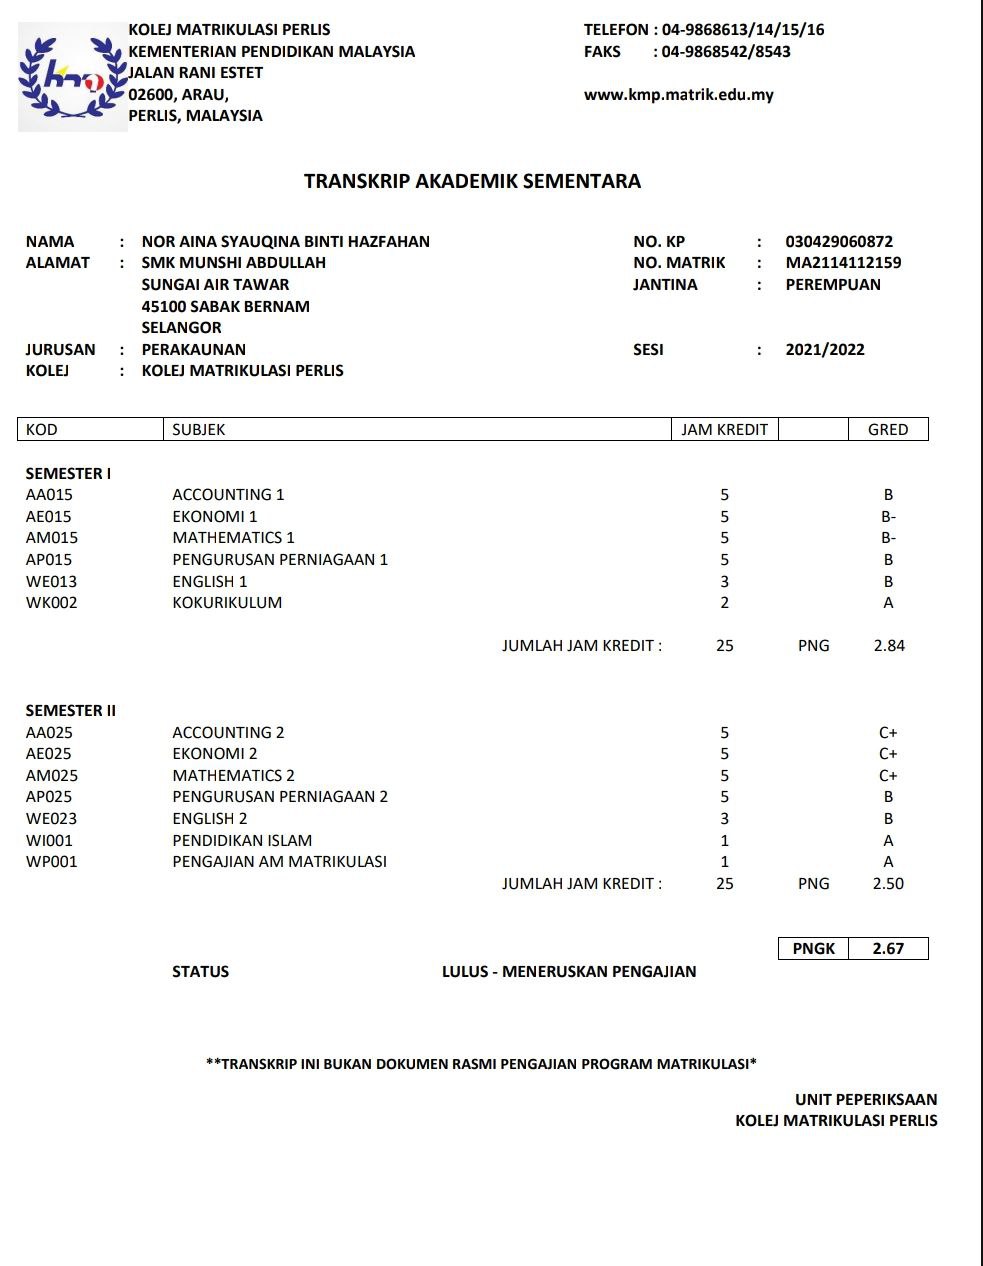 KOLEJ MATRIKULASI PERLIS
KEMENTERIAN PENDIDIKAN MALAYSIA
JALAN RANI ESTET
02600, ARAU,
PERLIS, MALAYSIA
TELEFON : 04-9868613/14/15/16
FAKS : 04-9868542/8543
www.kmp.matrik.edu.my
kmp
TRANSKRIP AKADEMIK SEMENTARA
NAMA : NOR AINA SYAUQINA BINTI HAZFAHAN NO. KP : 030429060872
ALAMAT : SMK MUNSHI ABDULLAH NO. MATRIK : MA2114112159
SUNGAI AIR TAWAR JANTINA : PEREMPUAN
45100 SABAK BERNAM
SELANGOR
JURUSAN : PERAKAUNAN SESI : 2021/2022
KOLEJ : KOLEJ MATRIKULASI PERLIS
KOD SUBJEK JAM KREDIT GRED
SEMESTER I
AA015 ACCOUNTING 1 5 B
AE015 EKONOMI 1 5 B-
AM015 MATHEMATICS 1 5 B-
AP015 PENGURUSAN PERNIAGAAN 1 5 B
WE013 ENGLISH 1 3 B
WK002 KOKURIKULUM 2 A
JUMLAH JAM KREDIT : 25 PNG 2.84
SEMESTER II
AA025 ACCOUNTING 2 5 C+
AE025 EKONOMI 2 5 C+
AM025 MATHEMATICS 2 5 C+
AP025 PENGURUSAN PERNIAGAAN 2 5 B
WE023 ENGLISH 2 3 B
WI001 PENDIDIKAN ISLAM 1 A
WP001 PENGAJIAN AM MATRIKULASI 1 A
JUMLAH JAM KREDIT : 25 PNG 2.50
PNGK 2.67
STATUS LULUS - MENERUSKAN PENGAJIAN
**TRANSKRIP INI BUKAN DOKUMEN RASMI PENGAJIAN PROGRAM MATRIKULASI*
UNIT PEPERIKSAAN
KOLEJ MATRIKULASI PERLIS